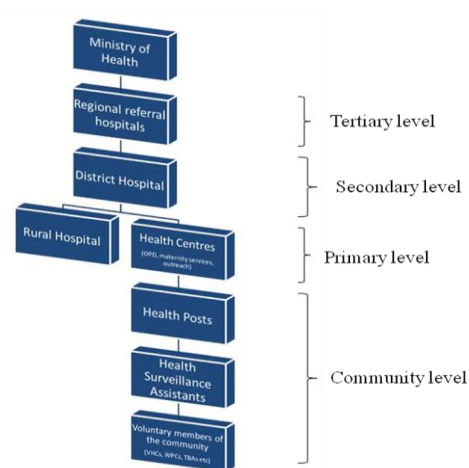 Ministry of
Health
Regional referral
hospitals
Tertiary level
District Hospital
Secondary level
Rural Hospital
Health Centres
(OPD, maternity services,
outreach)
Primary level
Health Posts
Health
Surveillance
Assistants
Community level
Voluntary members of
the community
(VHCs, WPCs, TBAs etc)